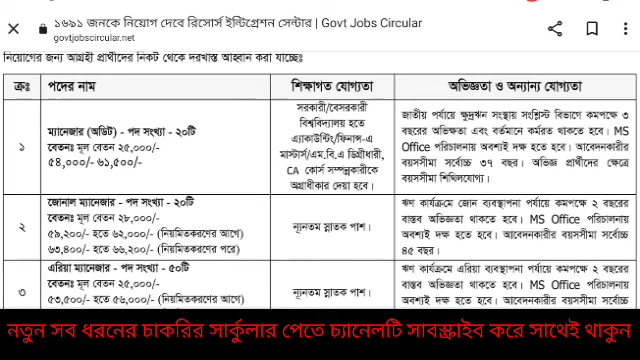 ১৬৯১ জনকে নিয়োগ দেবে রিসোর্স ইন্টিগ্রেশন সেন্টার | Govt Jobs Circular
govtjobscircular.net
নিয়োগের জন্য আগ্রহী প্রার্থীদের নিকট থেকে দরখাস্ত আহবান করা যাচ্ছেঃ
ক্রঃ
পদের নাম
শিক্ষাগত যোগ্যতা
অভিজ্ঞতা ও অন্যান্য যোগ্যতা
১
ম্যানেজার (অডিট) - পদ সংখ্যা - ২০টি
বেতনঃ মূল বেতন ২৫,০০০/-
৫৪,০০০/- ৬১,৫০০/-
সরকারী/বেসরকারী
বিশ্ববিদ্যালয় হতে
এ্যাকাউন্টিং/ফিনান্স-এ
মাস্টার্স/এম.বি.এ ডিগ্রীধারী,
CA কোর্স সম্পন্নকারীকে
অগ্রাধীকার দেয়া হবে।
জাতীয় পর্যায়ে ক্ষুদ্রঋন সংস্থায় সংশ্লিস্ট বিভাগে কমপক্ষে ৩
বছরের অভিক্ষতা এবং বর্তমানে কর্মরত থাকতে হবে। MS
Office পরিচালনায় অবশ্যই দক্ষ হতে হবে। আবেদনকারীর
বয়সসীমা সর্বোচ্চ ৩৭ বছর। অভিজ্ঞ প্রার্থীদের ক্ষেত্রে
বয়সসীমা শিথিলযোগ্য।
২
জোনাল ম্যানেজার - পদ সংখ্যা - ২০টি
বেতনঃ মূল বেতন ২৮,০০০/-
৫৯,২০০/- হতে ৬২,০০০/- (নিয়মিতকরণের আগে)
৬৩,৪০০/- হতে ৬৬,২০০/- (নিয়মিতকরণের পরে)
ন্যূনতম স্নাতক পাশ।
ঋণ কার্যক্রমে জোন ব্যবস্থাপনা পর্যায়ে কমপক্ষে ২ বছরের
বাস্তব অভিজ্ঞতা থাকতে হবে। MS Office পরিচালনায়
অবশ্যই দক্ষ হতে হবে। আবেদনকারীর বয়সসীমা সর্বোচ্চ
৪৫ বছর।
৩
এরিয়া ম্যানেজার - পদ সংখ্যা - ৫০টি
বেতনঃ মূল বেতন ২৫,০০০/-
৫৩,৫০০/- হতে ৫৬,০০০/- (নিয়মিতকরণের আগে)
ন্যূনতম স্নাতক পাশ।
ঋণ কার্যক্রমে এরিয়া ব্যবস্থাপনা পর্যায়ে কমপক্ষে ২ বছরের
বাস্তব অভিজ্ঞতা থাকতে হবে। MS Office পরিচালনায়
অবশ্যই দক্ষ হতে হবে। আবেদনকারীর বয়সসীমা সর্বোচ্চ
নতুন সব ধরনের চাকরির সার্কুলার পেতে চ্যানেলটি সাবস্ক্রাইব করে সাথেই থাকুন